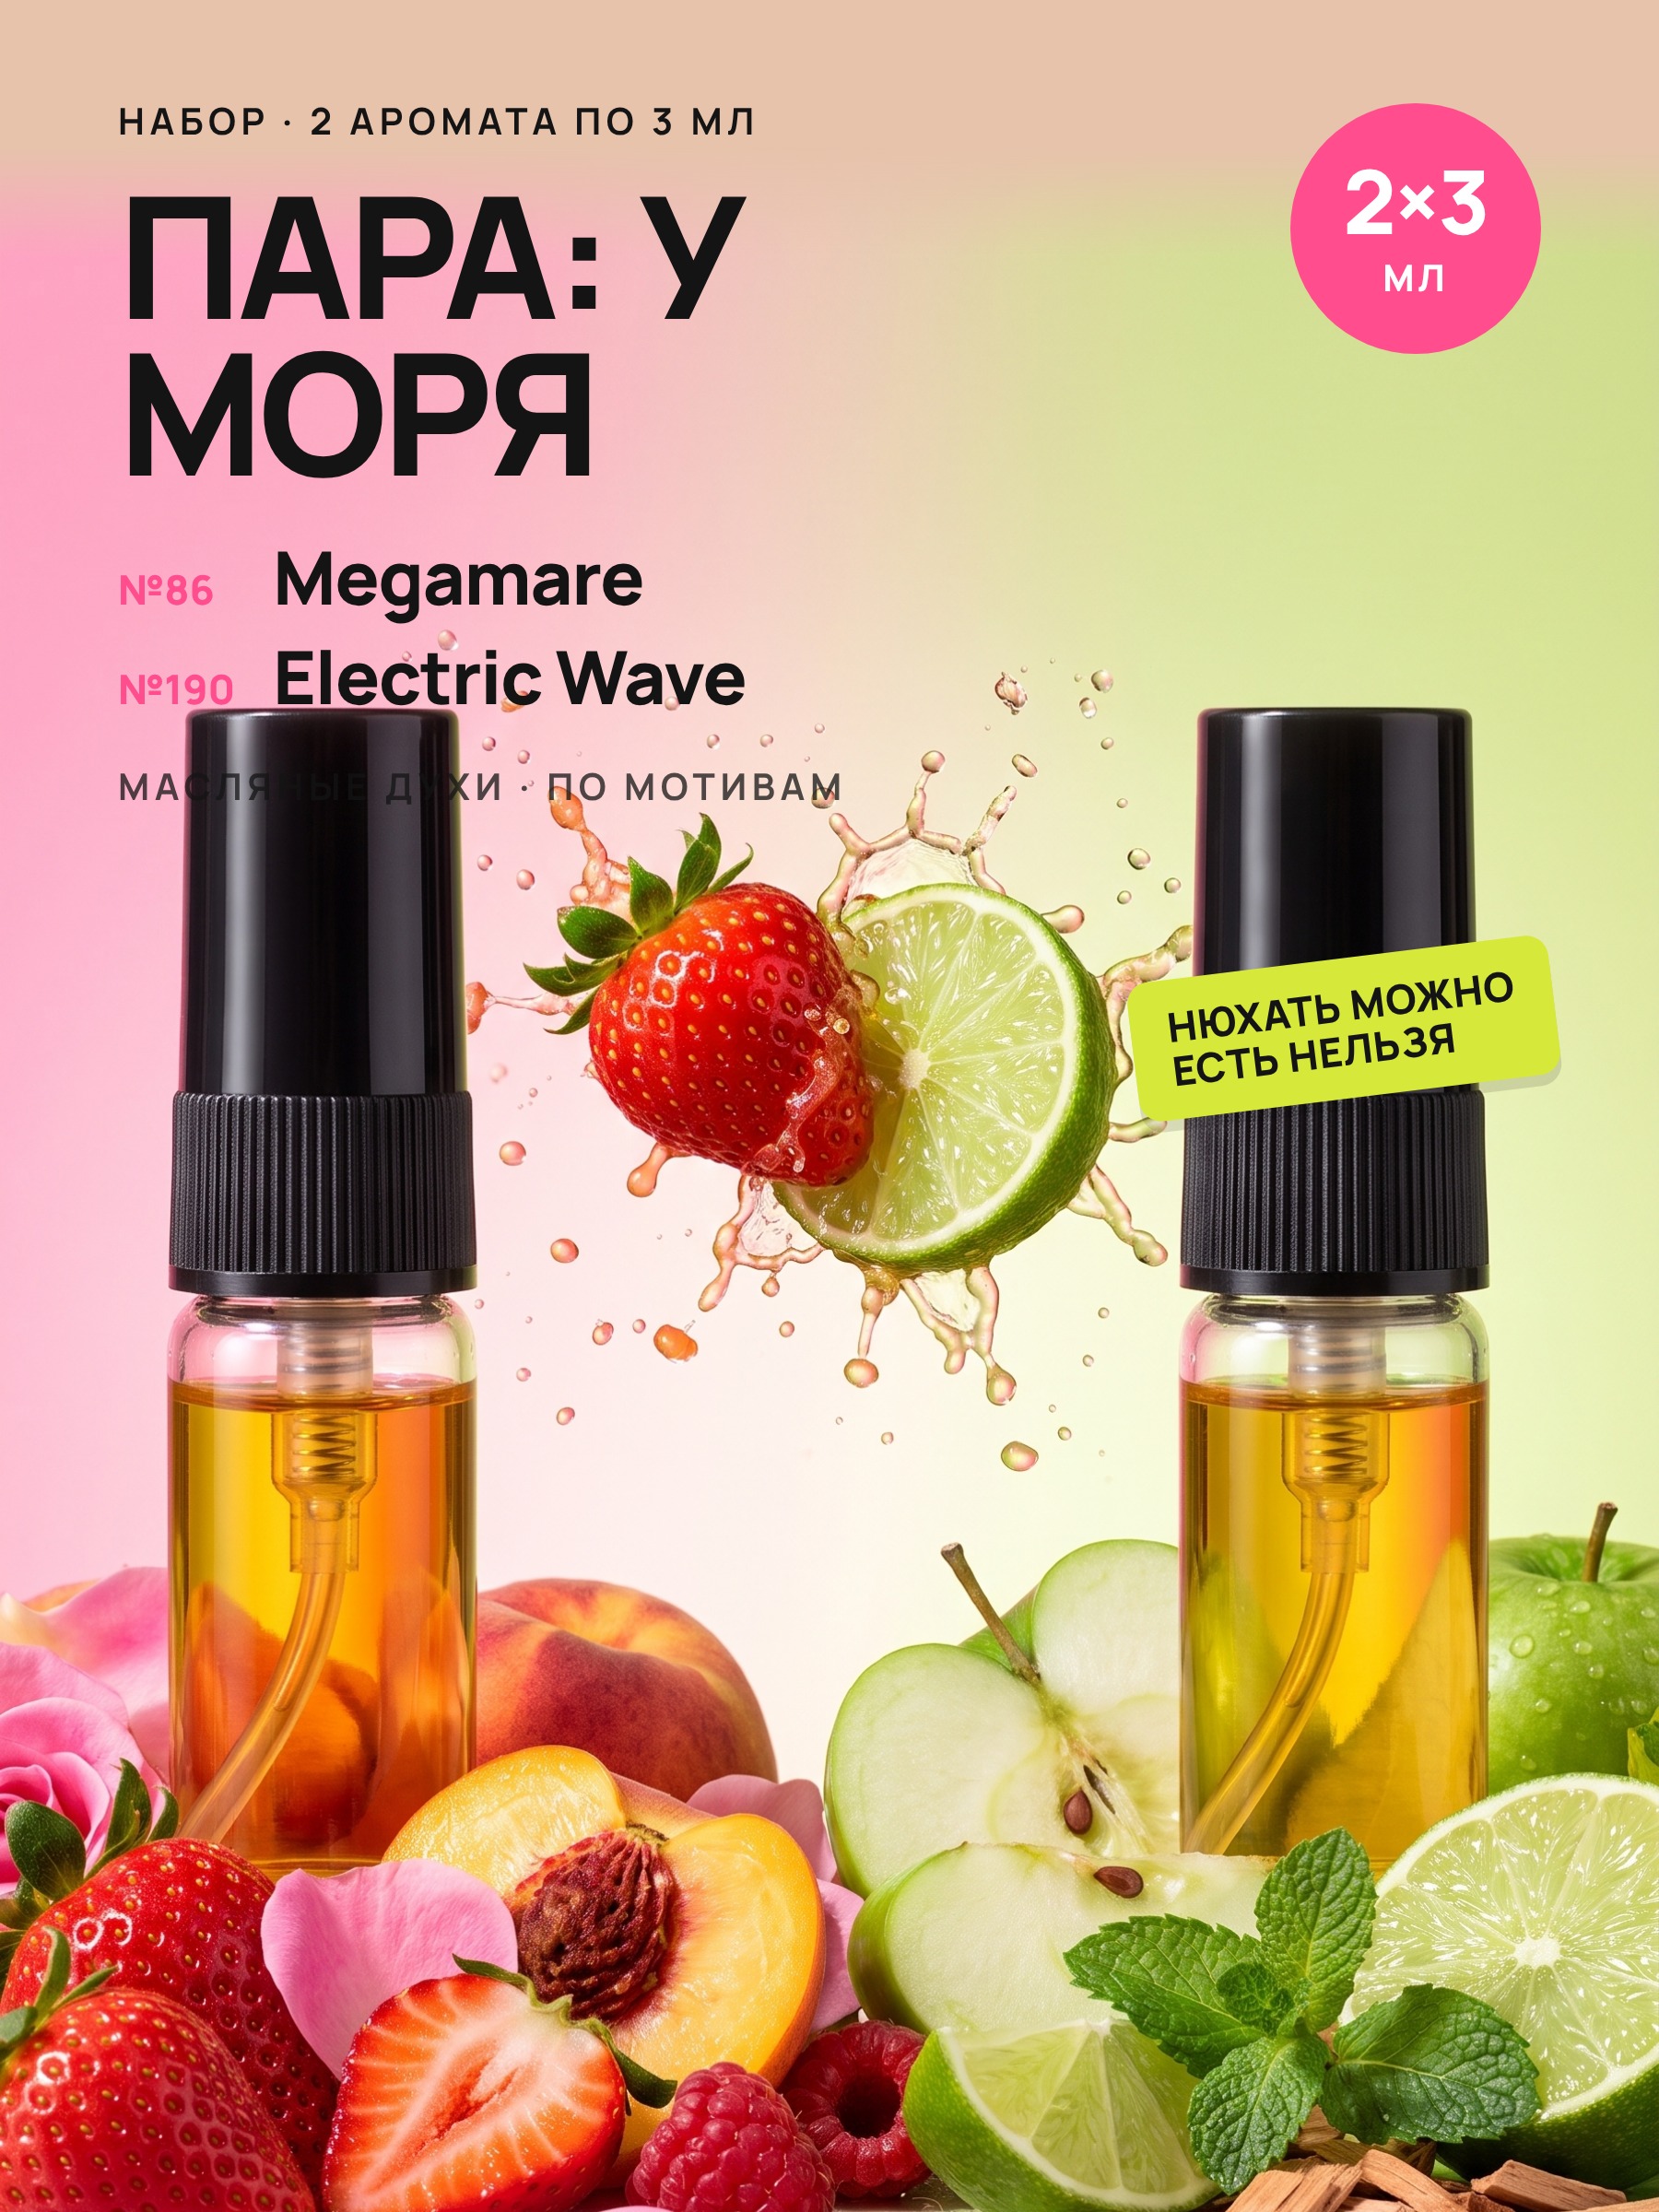 НАБОР · 2 АРОМАТА ПО 3 МЛ
2×3
МЛ
ПАРА: У
МОРЯ
№86 Megamare
№190 Electric Wave
МАСЛЯНЫЕ ДУХИ · ПО МОТИВАМ
НЮХАТЬ МОЖНО
ЕСТЬ НЕЛЬЗЯ